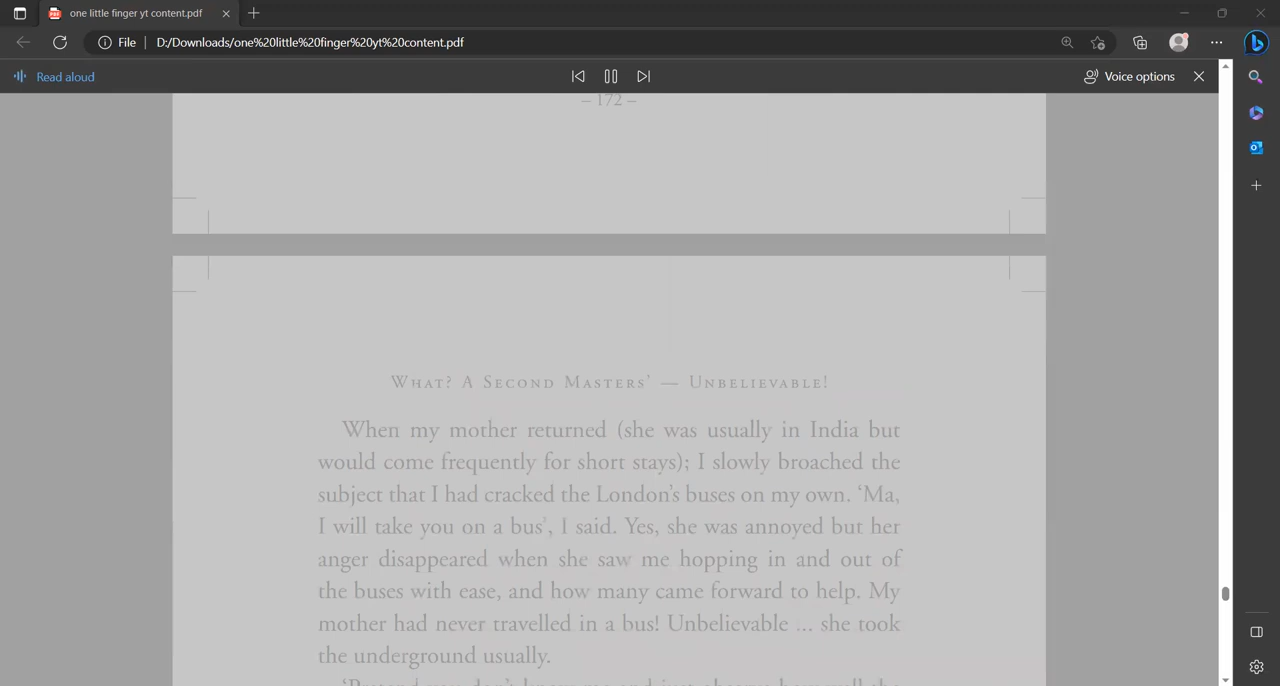 one little finger yt content.pdf
File
D:/Downloads/one%20little%20finger%20yt%20content.pdf
Read aloud
Voice options
– 172 –
What? A Second Masters’ — Unbelievable!
When my mother returned (she was usually in India but
would come frequently for short stays); I slowly broached the
subject that I had cracked the London’s buses on my own. ‘Ma,
I will take you on a bus’, I said. Yes, she was annoyed but her
anger disappeared when she saw me hopping in and out of
the buses with ease, and how many came forward to help. My
mother had never travelled in a bus! Unbelievable ... she took
the underground usually.